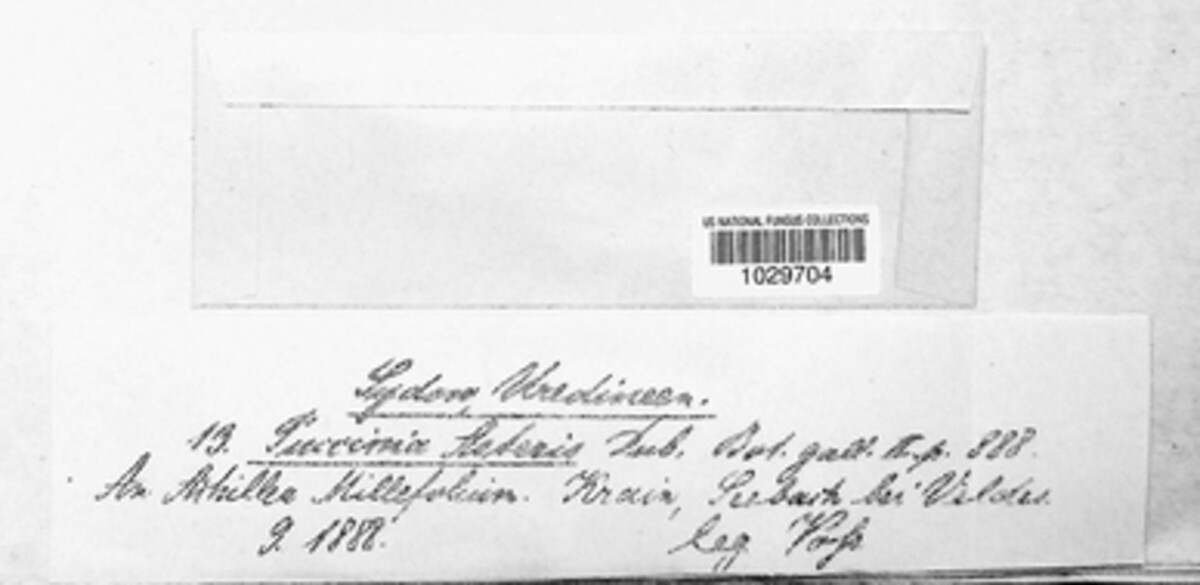 US NATIONAL FUNGUS COLLECTIONS
1029704
Sydow, Uredineen.
13. Puccinia Asteris Dub. Bot. gall. II. p. 888.
An Achillea Millefolium. Krain, Seebach bei Veldes.
9. 1888.
leg Voss